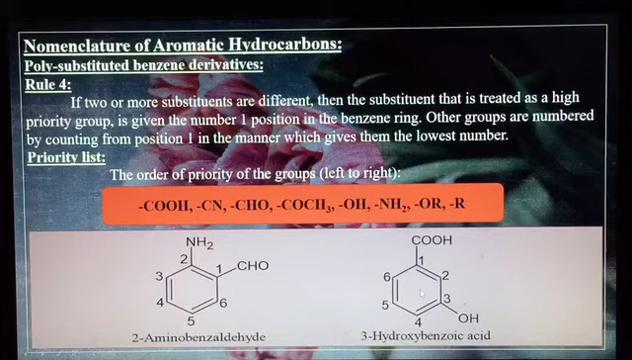 Nomenclature of Aromatic Hydrocarbons:
Poly-substituted benzene derivatives:
Rule 4:
If two or more substituents are different, then the substituent that is treated as a high
priority group, is given the number 1 position in the benzene ring. Other groups are numbered
by counting from position 1 in the manner which gives them the lowest number.
Priority list:
The order of priority of the groups (left to right):
-COOH, -CN, -CHO, -COCH₃, -OH, -NH₂, -OR, -R
NH₂
2
1
CHO
3
4
6
5
2-Aminobenzaldehyde
COOH
1
6
2
5
3
4
OH
3-Hydroxybenzoic acid